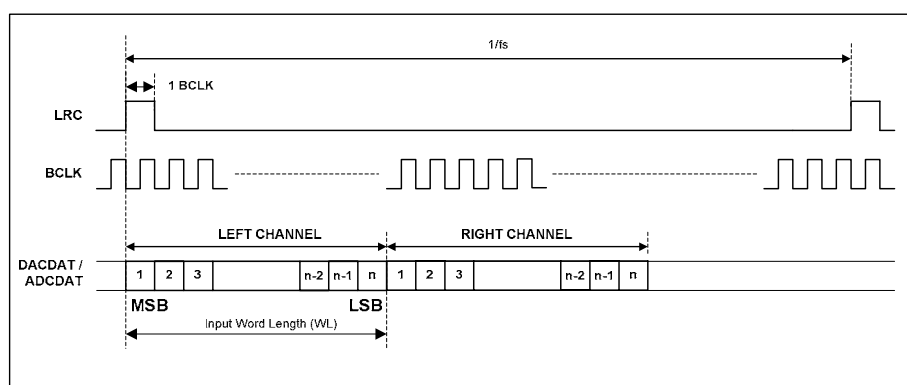 1/fs
1 BCLK
LRC
BCLK
LEFT CHANNEL
RIGHT CHANNEL
DACDAT /
ADCDAT
1 2 3 n-2 n-1 n 1 2 3 n-2 n-1 n
MSB LSB
Input Word Length (WL)